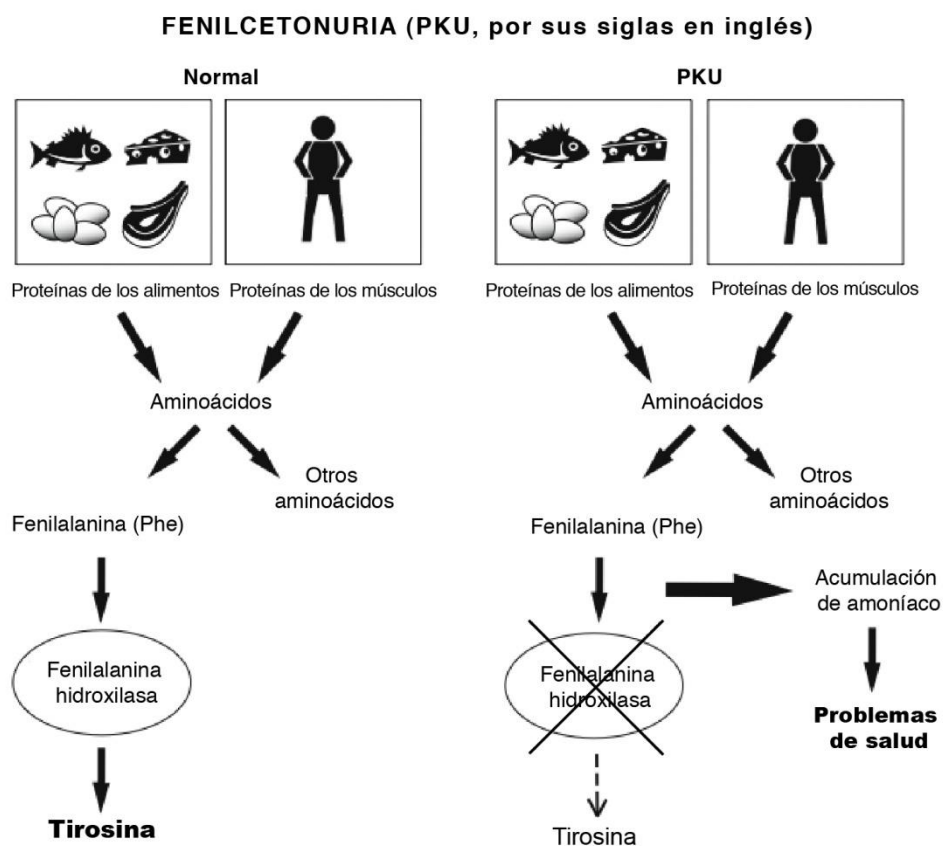 FENILCETONURIA (PKU, por sus siglas en inglés)
Normal
Proteínas de los alimentos
Proteínas de los músculos
Aminoácidos
Otros
aminoácidos
Fenilalanina (Phe)
Fenilalanina
hidroxilasa
Tirosina
PKU
Proteínas de los alimentos
Proteínas de los músculos
Aminoácidos
Otros
aminoácidos
Fenilalanina (Phe)
Acumulación
de amoníaco
Fenilalanina
hidroxilasa
Problemas
de salud
Tirosina